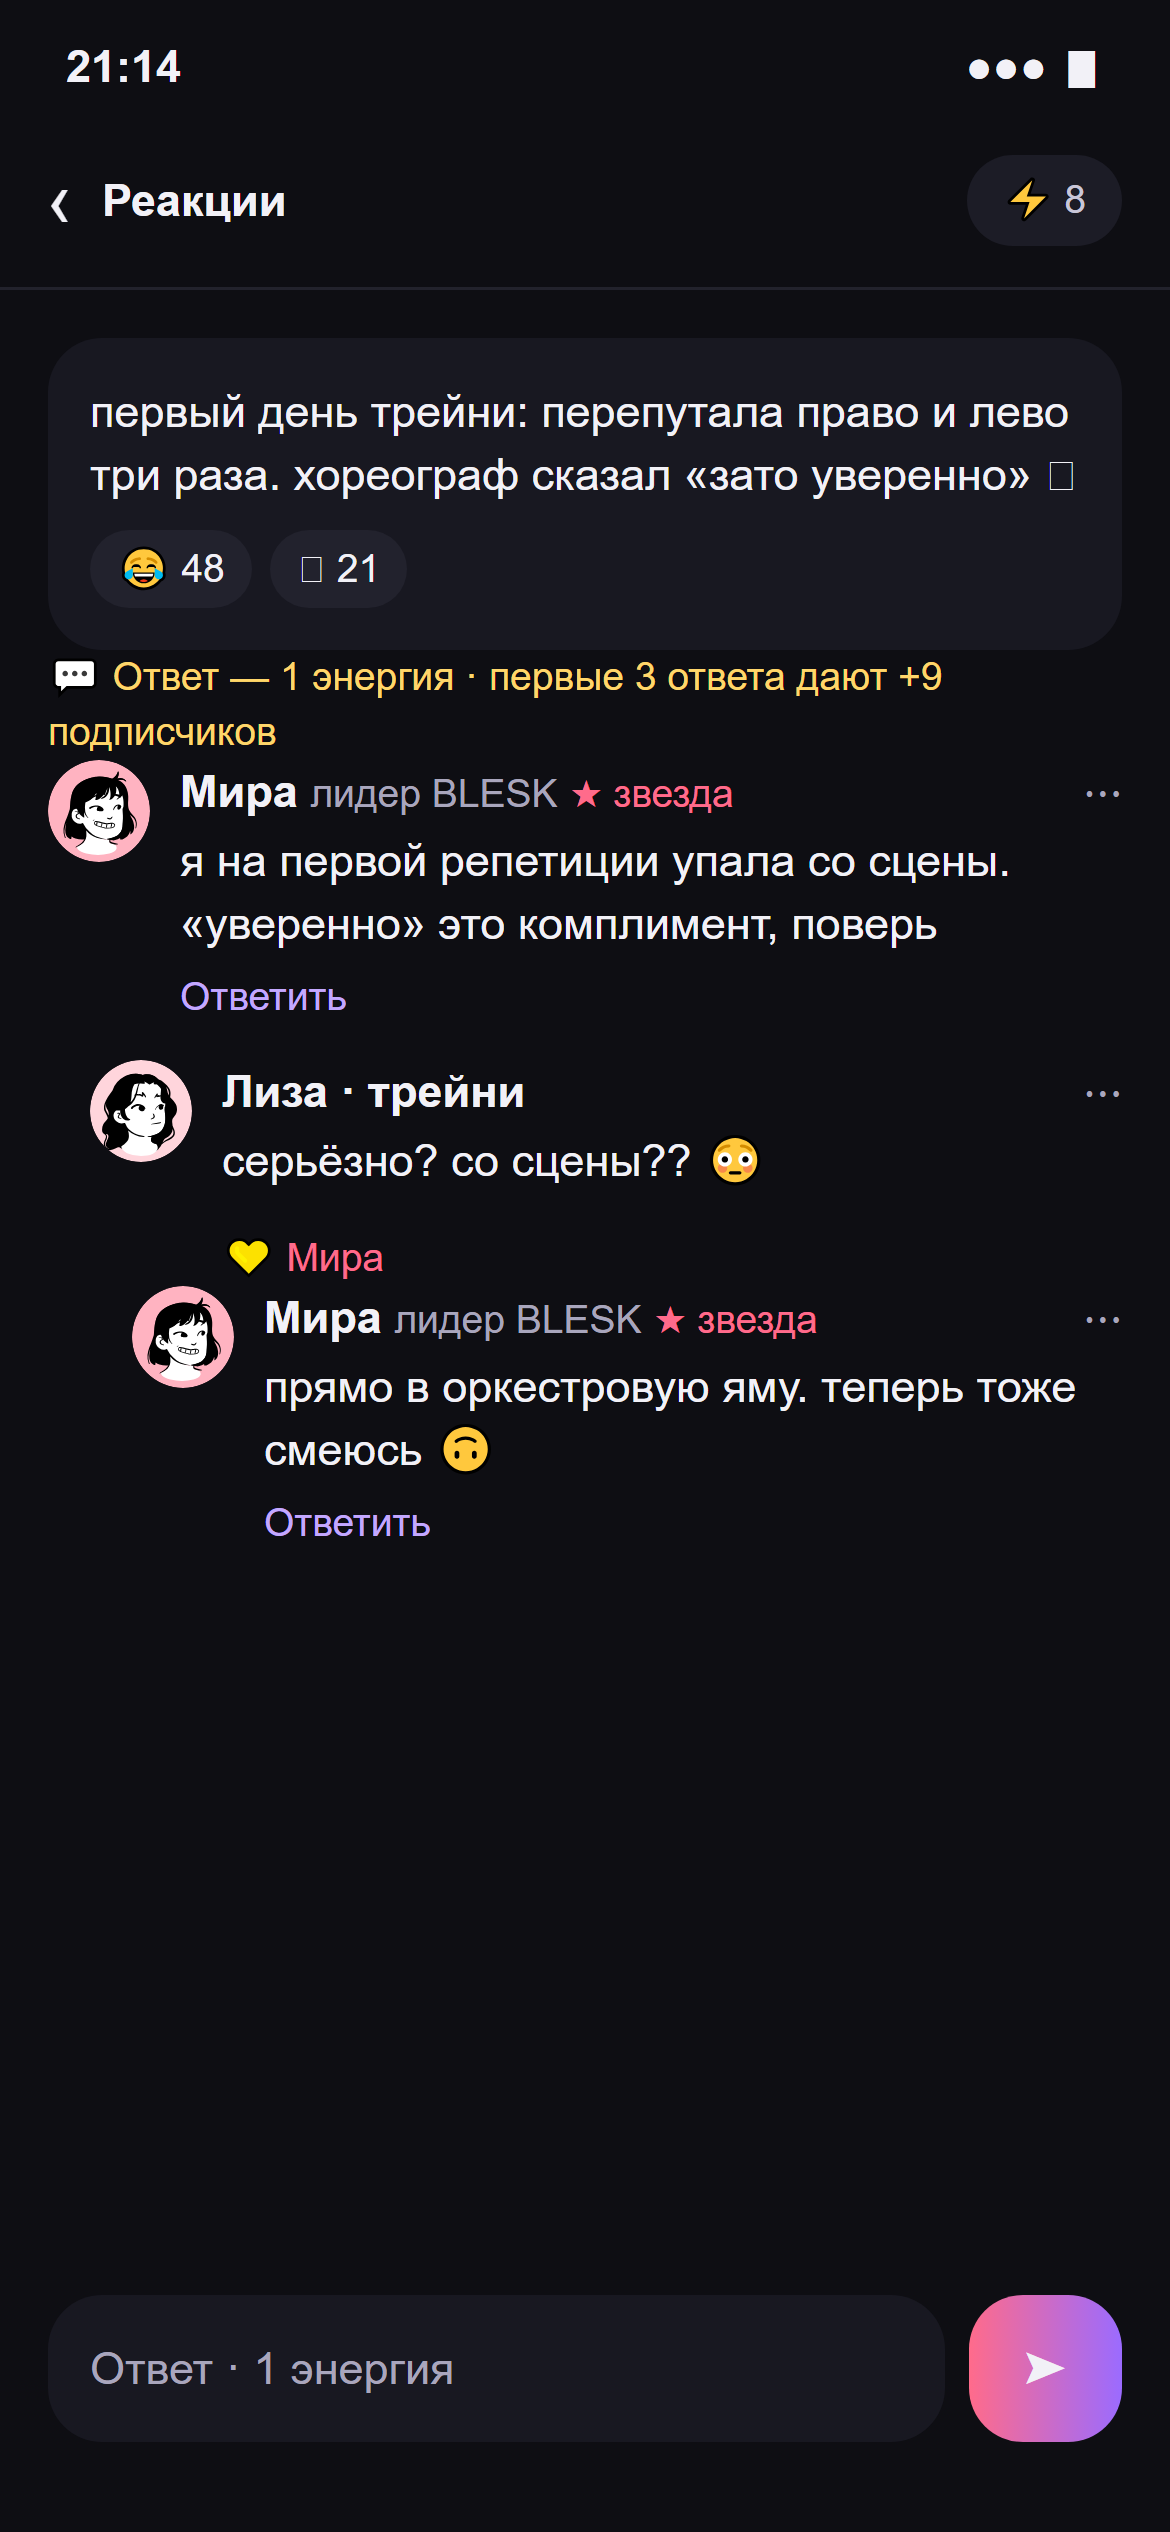 21:14
Реакции
⚡ 8
первый день трейни: перепутала право и лево
три раза. хореограф сказал «зато уверенно» □
😂 48 □ 21
💬 Ответ — 1 энергия · первые 3 ответа дают +9
подписчиков
Мира лидер BLESK ★ звезда ...
я на первой репетиции упала со сцены.
«уверенно» это комплимент, поверь
Ответить
Лиза · трейни ...
серьёзно? со сцены?? 😳
💛 Мира
Мира лидер BLESK ★ звезда ...
прямо в оркестровую яму. теперь тоже
смеюсь 🙃
Ответить
Ответ · 1 энергия